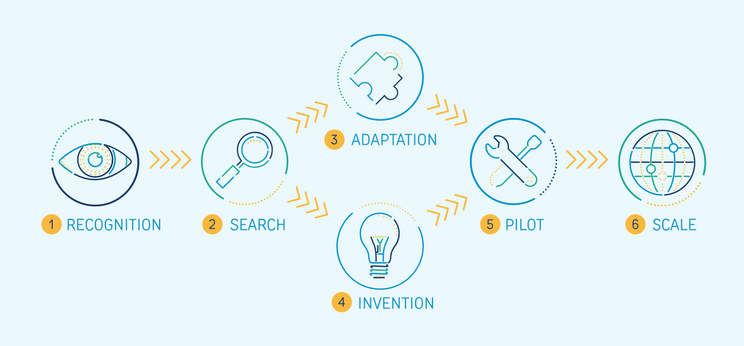 1 RECOGNITION
2 SEARCH
3 ADAPTATION
4 INVENTION
5 PILOT
6 SCALE